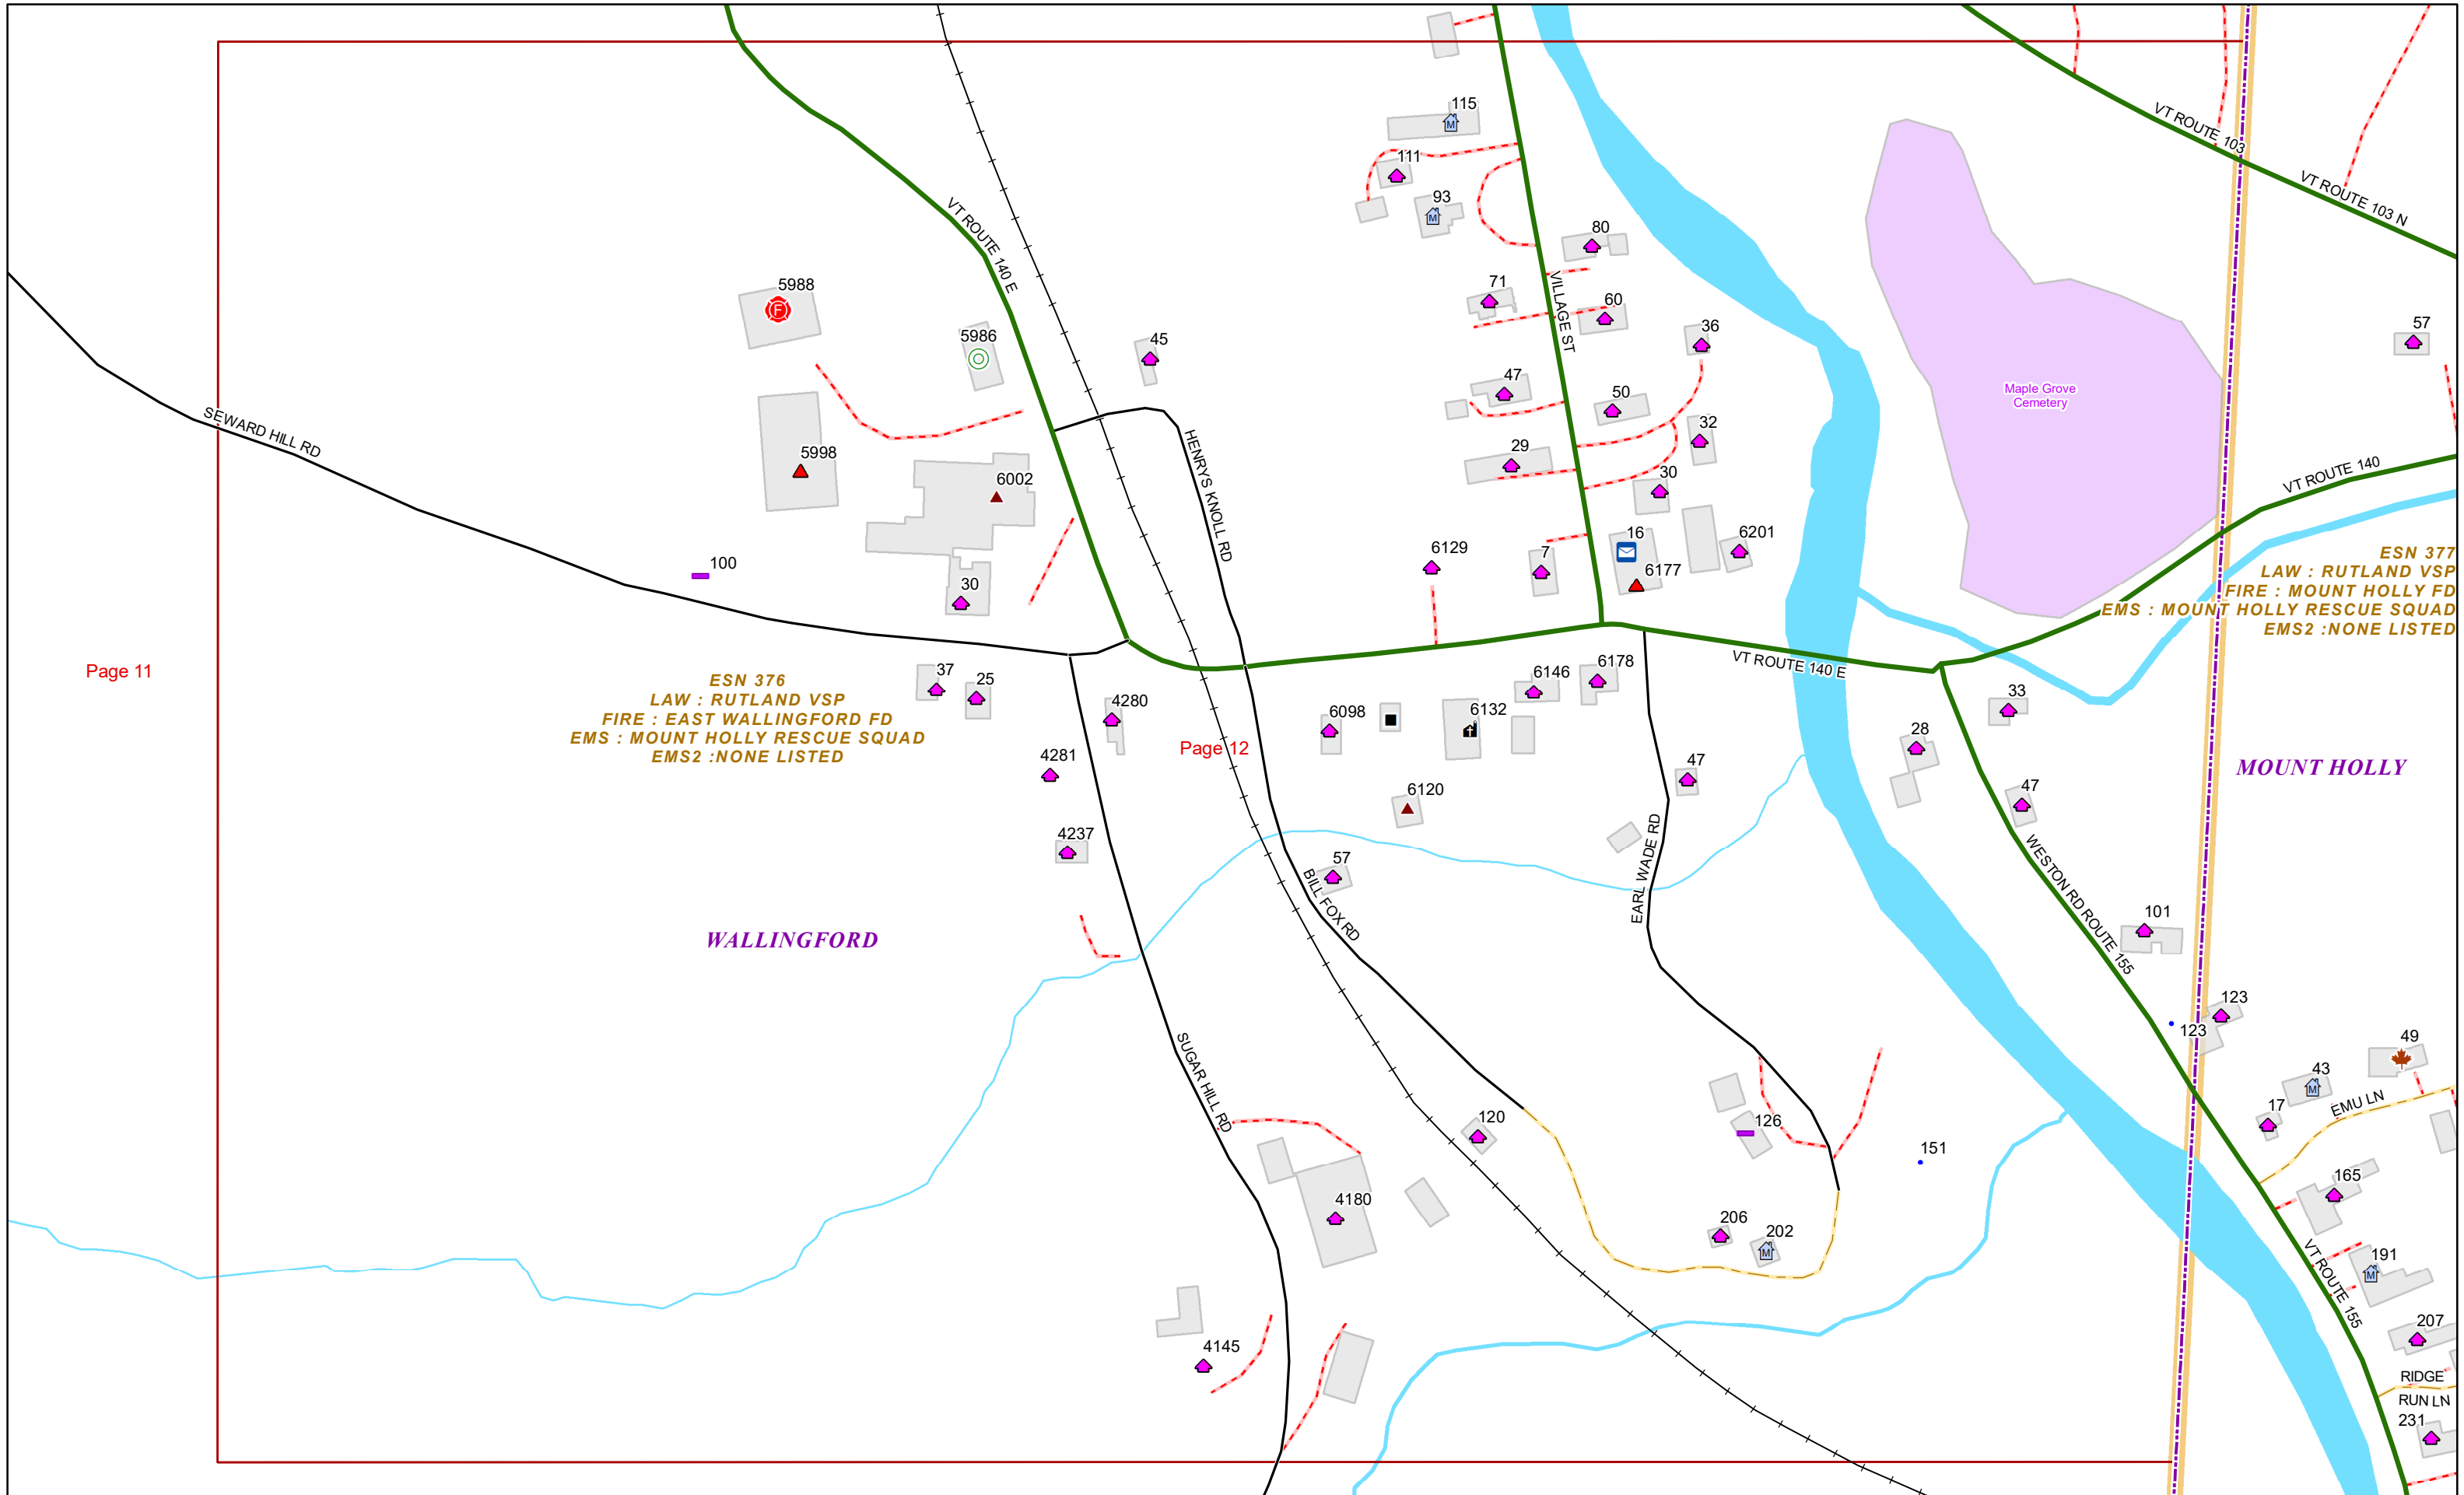 115
VT ROUTE 103
111
93
VT ROUTE 103 N
VT ROUTE 140 E
80
5988
71
VILLAGE ST
60
57
5986
45
36
47
50
Maple Grove
Cemetery
SEWARD HILL RD
HENRYS KNOLL RD
32
29
5998
6002
30
VT ROUTE 140
16
6201
7
6129
100
6177
30
ESN 377
LAW : RUTLAND VSP
FIRE : MOUNT HOLLY FD
EMS : MOUNT HOLLY RESCUE SQUAD
EMS2 :NONE LISTED
Page 11
VT ROUTE 140 E
37
25
6146
6178
ESN 376
LAW : RUTLAND VSP
FIRE : EAST WALLINGFORD FD
EMS : MOUNT HOLLY RESCUE SQUAD
EMS2 :NONE LISTED
4280
6098
6132
33
28
Page 12
4281
47
MOUNT HOLLY
47
6120
4237
57
EARL WADE RD
BILL FOX RD
WESTON RD ROUTE 155
101
WALLINGFORD
123
123
49
43
SUGAR HILL RD
EMU LN
17
120
126
151
165
4180
206
202
VT ROUTE 155
191
207
4145
RIDGE
RUN LN
231
F
M
M
M
M
M